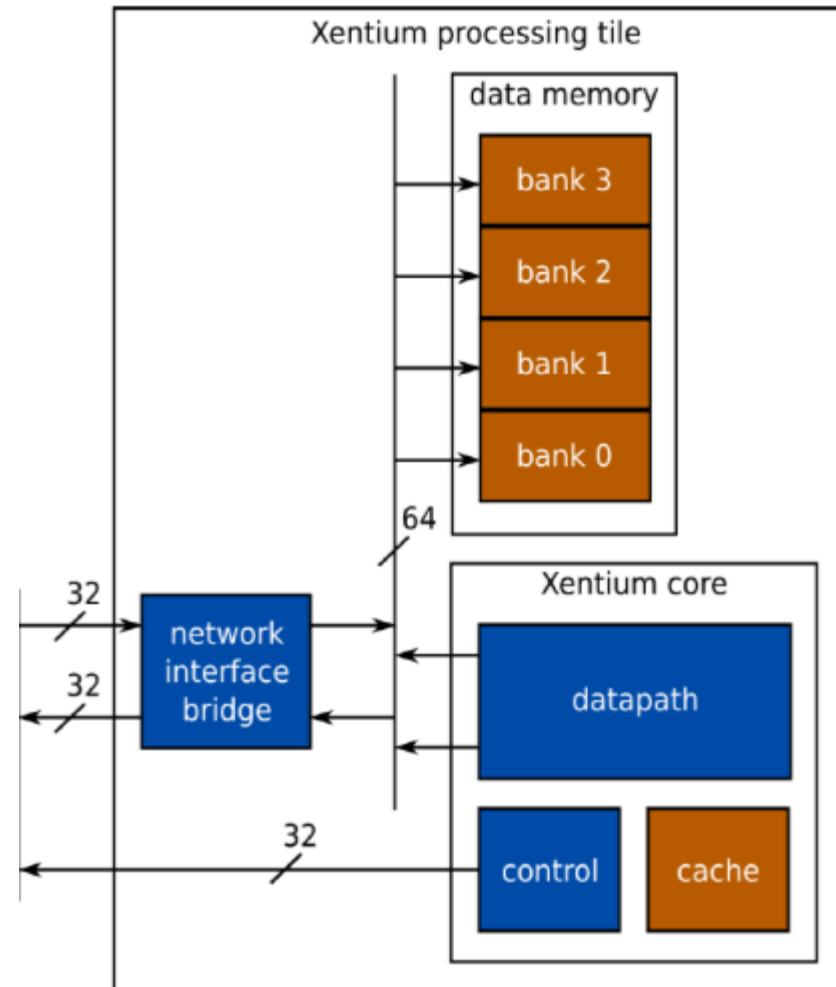 Xentium processing tile
data memory
bank 3
bank 2
bank 1
bank 0
64
Xentium core
32
network
interface
bridge
32
datapath
32
control
cache